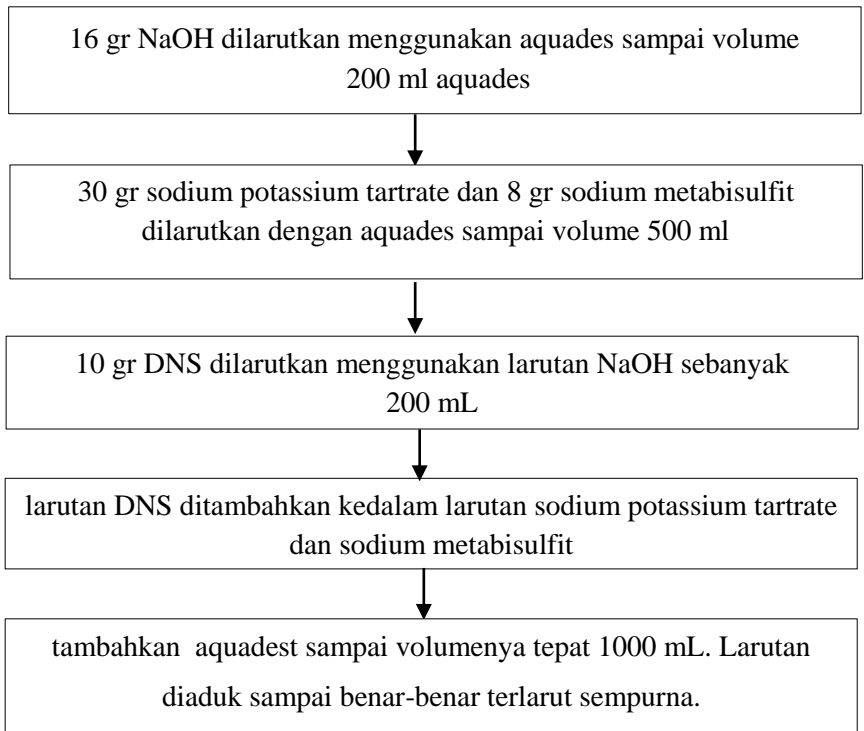 16 gr NaOH dilarutkan menggunakan aquades sampai volume
200 ml aquades
30 gr sodium potassium tartrate dan 8 gr sodium metabisulfit
dilarutkan dengan aquades sampai volume 500 ml
10 gr DNS dilarutkan menggunakan larutan NaOH sebanyak
200 mL
larutan DNS ditambahkan kedalam larutan sodium potassium tartrate
dan sodium metabisulfit
tambahkan aquadest sampai volumenya tepat 1000 mL. Larutan
diaduk sampai benar-benar terlarut sempurna.